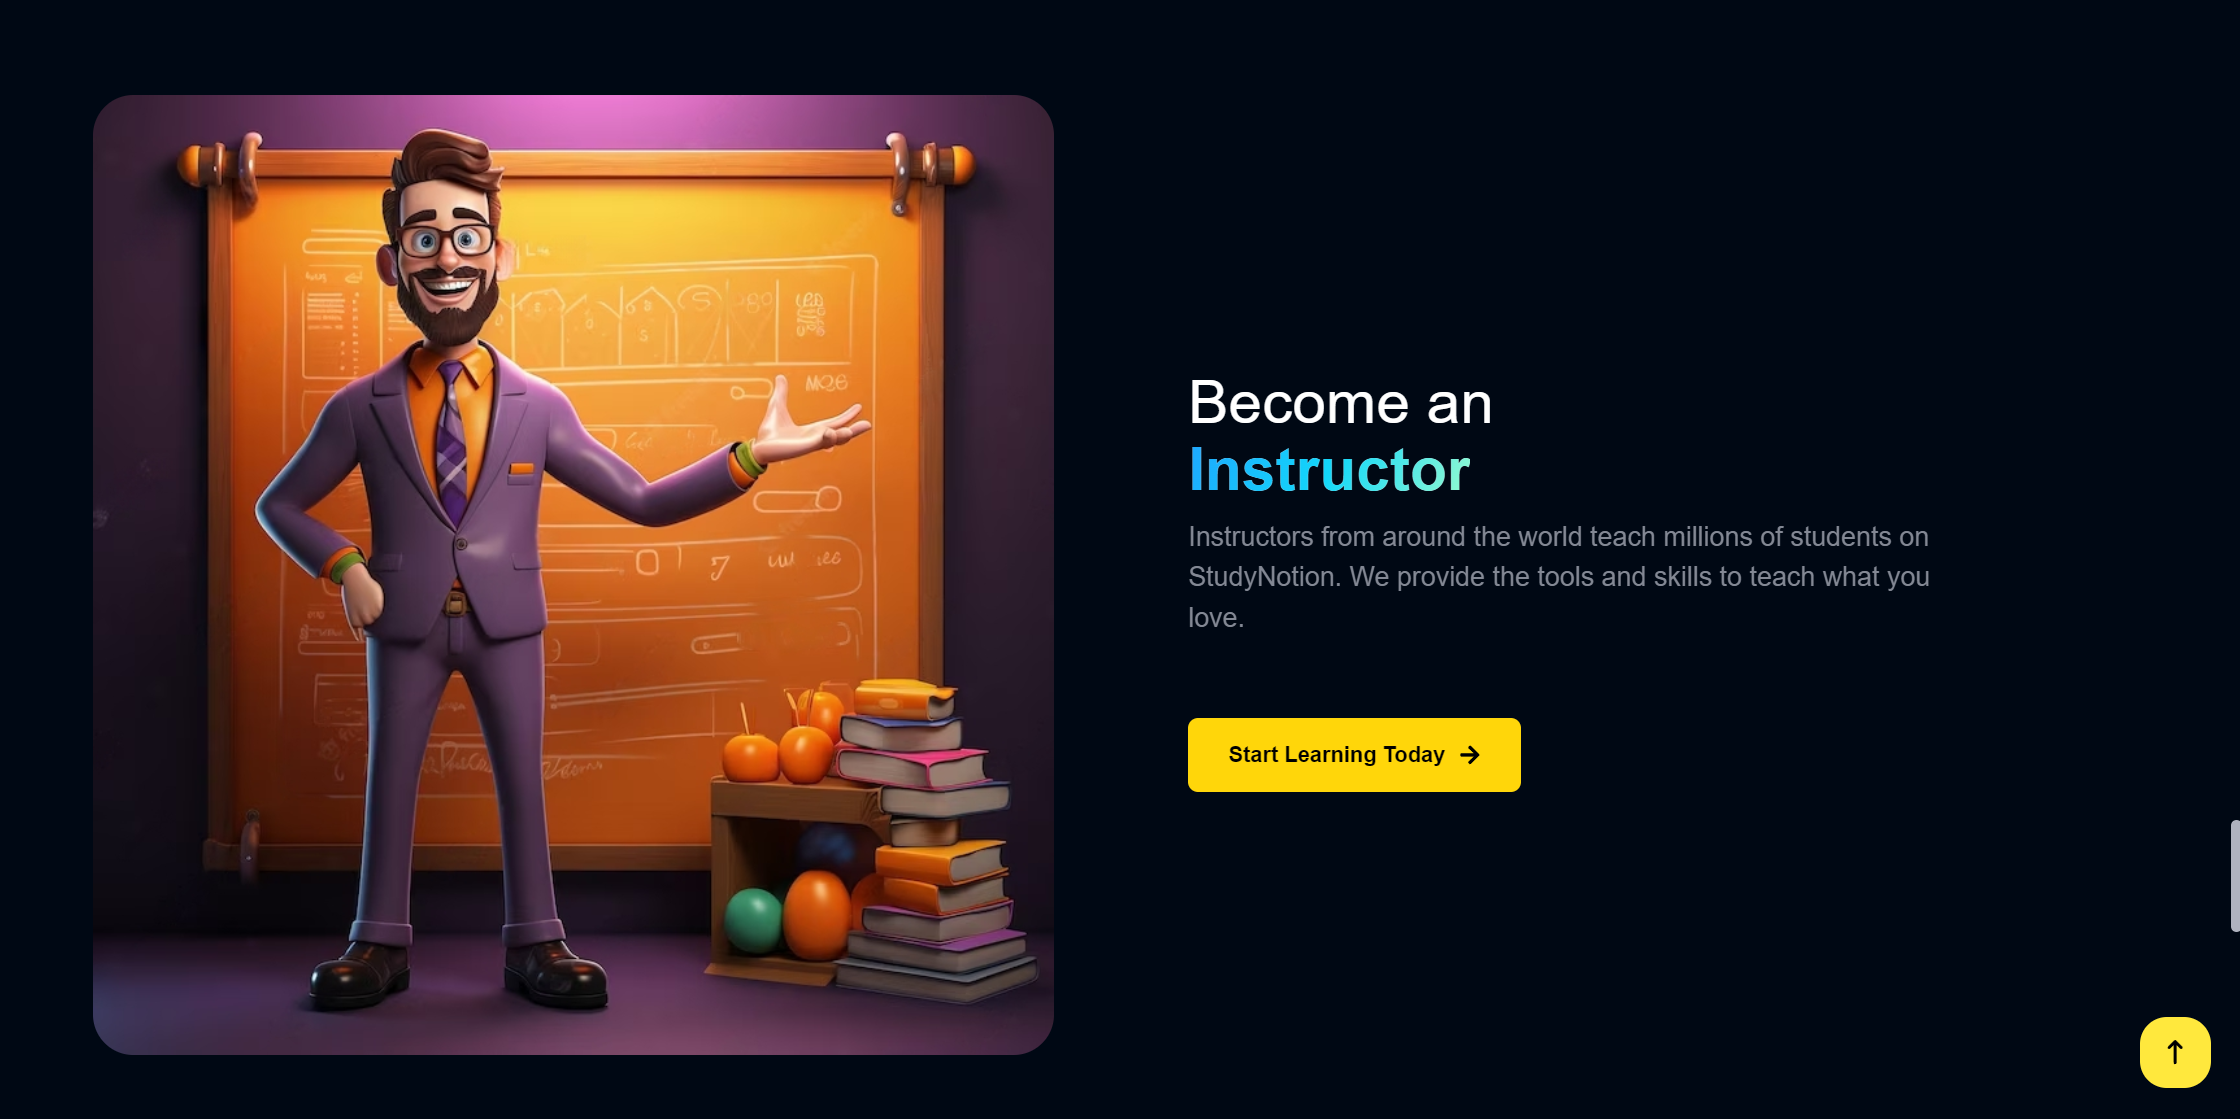 Become an
Instructor
Instructors from around the world teach millions of students on
StudyNotion. We provide the tools and skills to teach what you
love.
Start Learning Today